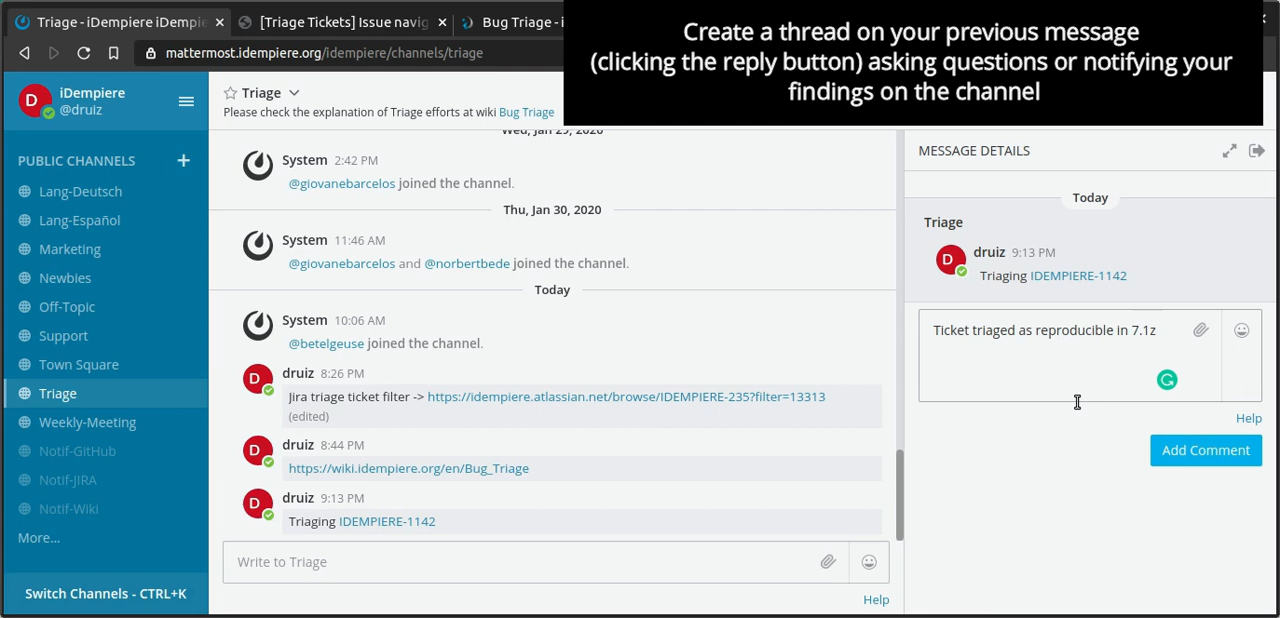 Triage - iDempiere iDempie
[Triage Tickets] Issue navig
Bug Triage - i
Create a thread on your previous message
(clicking the reply button) asking questions or notifying your
findings on the channel
mattermost.idempiere.org/idempiere/channels/triage
D
iDempiere
@druiz
PUBLIC CHANNELS +
Lang-Deutsch
Lang-Español
Marketing
Newbies
Off-Topic
Support
Town Square
Triage
Weekly-Meeting
Notif-GitHub
Notif-JIRA
Notif-Wiki
More...
Switch Channels - CTRL+K
Triage
Please check the explanation of Triage efforts at wiki Bug Triage
Wed, Jan 29, 2020
System 2:42 PM
@giovanebarcelos joined the channel.
Thu, Jan 30, 2020
System 11:46 AM
@giovanebarcelos and @norbertbede joined the channel.
Today
System 10:06 AM
@betelgeuse joined the channel.
D druiz 8:26 PM
Jira triage ticket filter -> https://idempiere.atlassian.net/browse/IDEMPIERE-235?filter=13313
(edited)
D druiz 8:44 PM
https://wiki.idempiere.org/en/Bug_Triage
D druiz 9:13 PM
Triaging IDEMPIERE-1142
Write to Triage
Help
MESSAGE DETAILS
Today
Triage
D druiz 9:13 PM
Triaging IDEMPIERE-1142
Ticket triaged as reproducible in 7.1z
Help
Add Comment